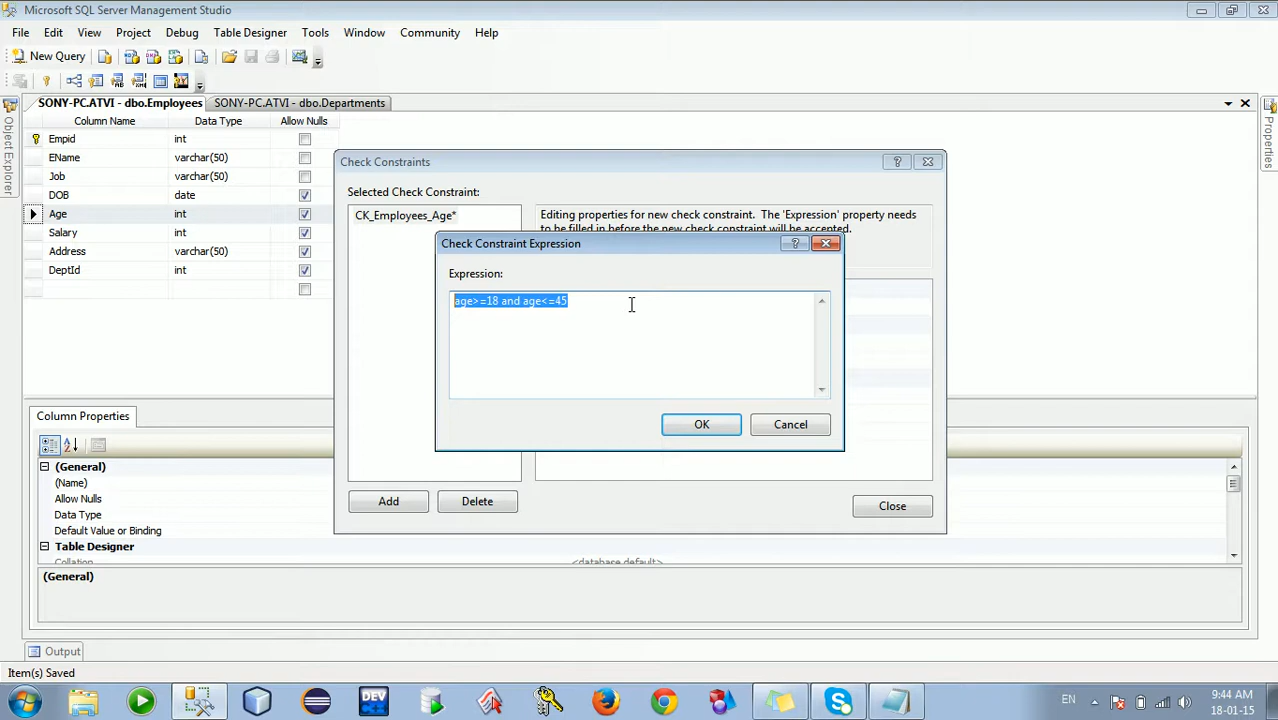 Microsoft SQL Server Management Studio
File Edit View Project Debug Table Designer Tools Window Community Help
New Query
SONY-PC.ATVI - dbo.Employees SONY-PC.ATVI - dbo.Departments
Object Explorer
Properties
Column Name Data Type Allow Nulls
Empid int
EName varchar(50)
Job varchar(50)
DOB date
Age int
Salary int
Address varchar(50)
DeptId int
Check Constraints
Selected Check Constraint:
CK_Employees_Age*
Editing properties for new check constraint. The 'Expression' property needs
to be filled in before the new check constraint will be accepted.
Check Constraint Expression
Expression:
age>=18 and age<=45
OK Cancel
Add Delete Close
Column Properties
(General)
(Name)
Allow Nulls
Data Type
Default Value or Binding
Table Designer
Collation <database default>
(General)
Output
Item(s) Saved
DEV
EN
9:44 AM
18-01-15